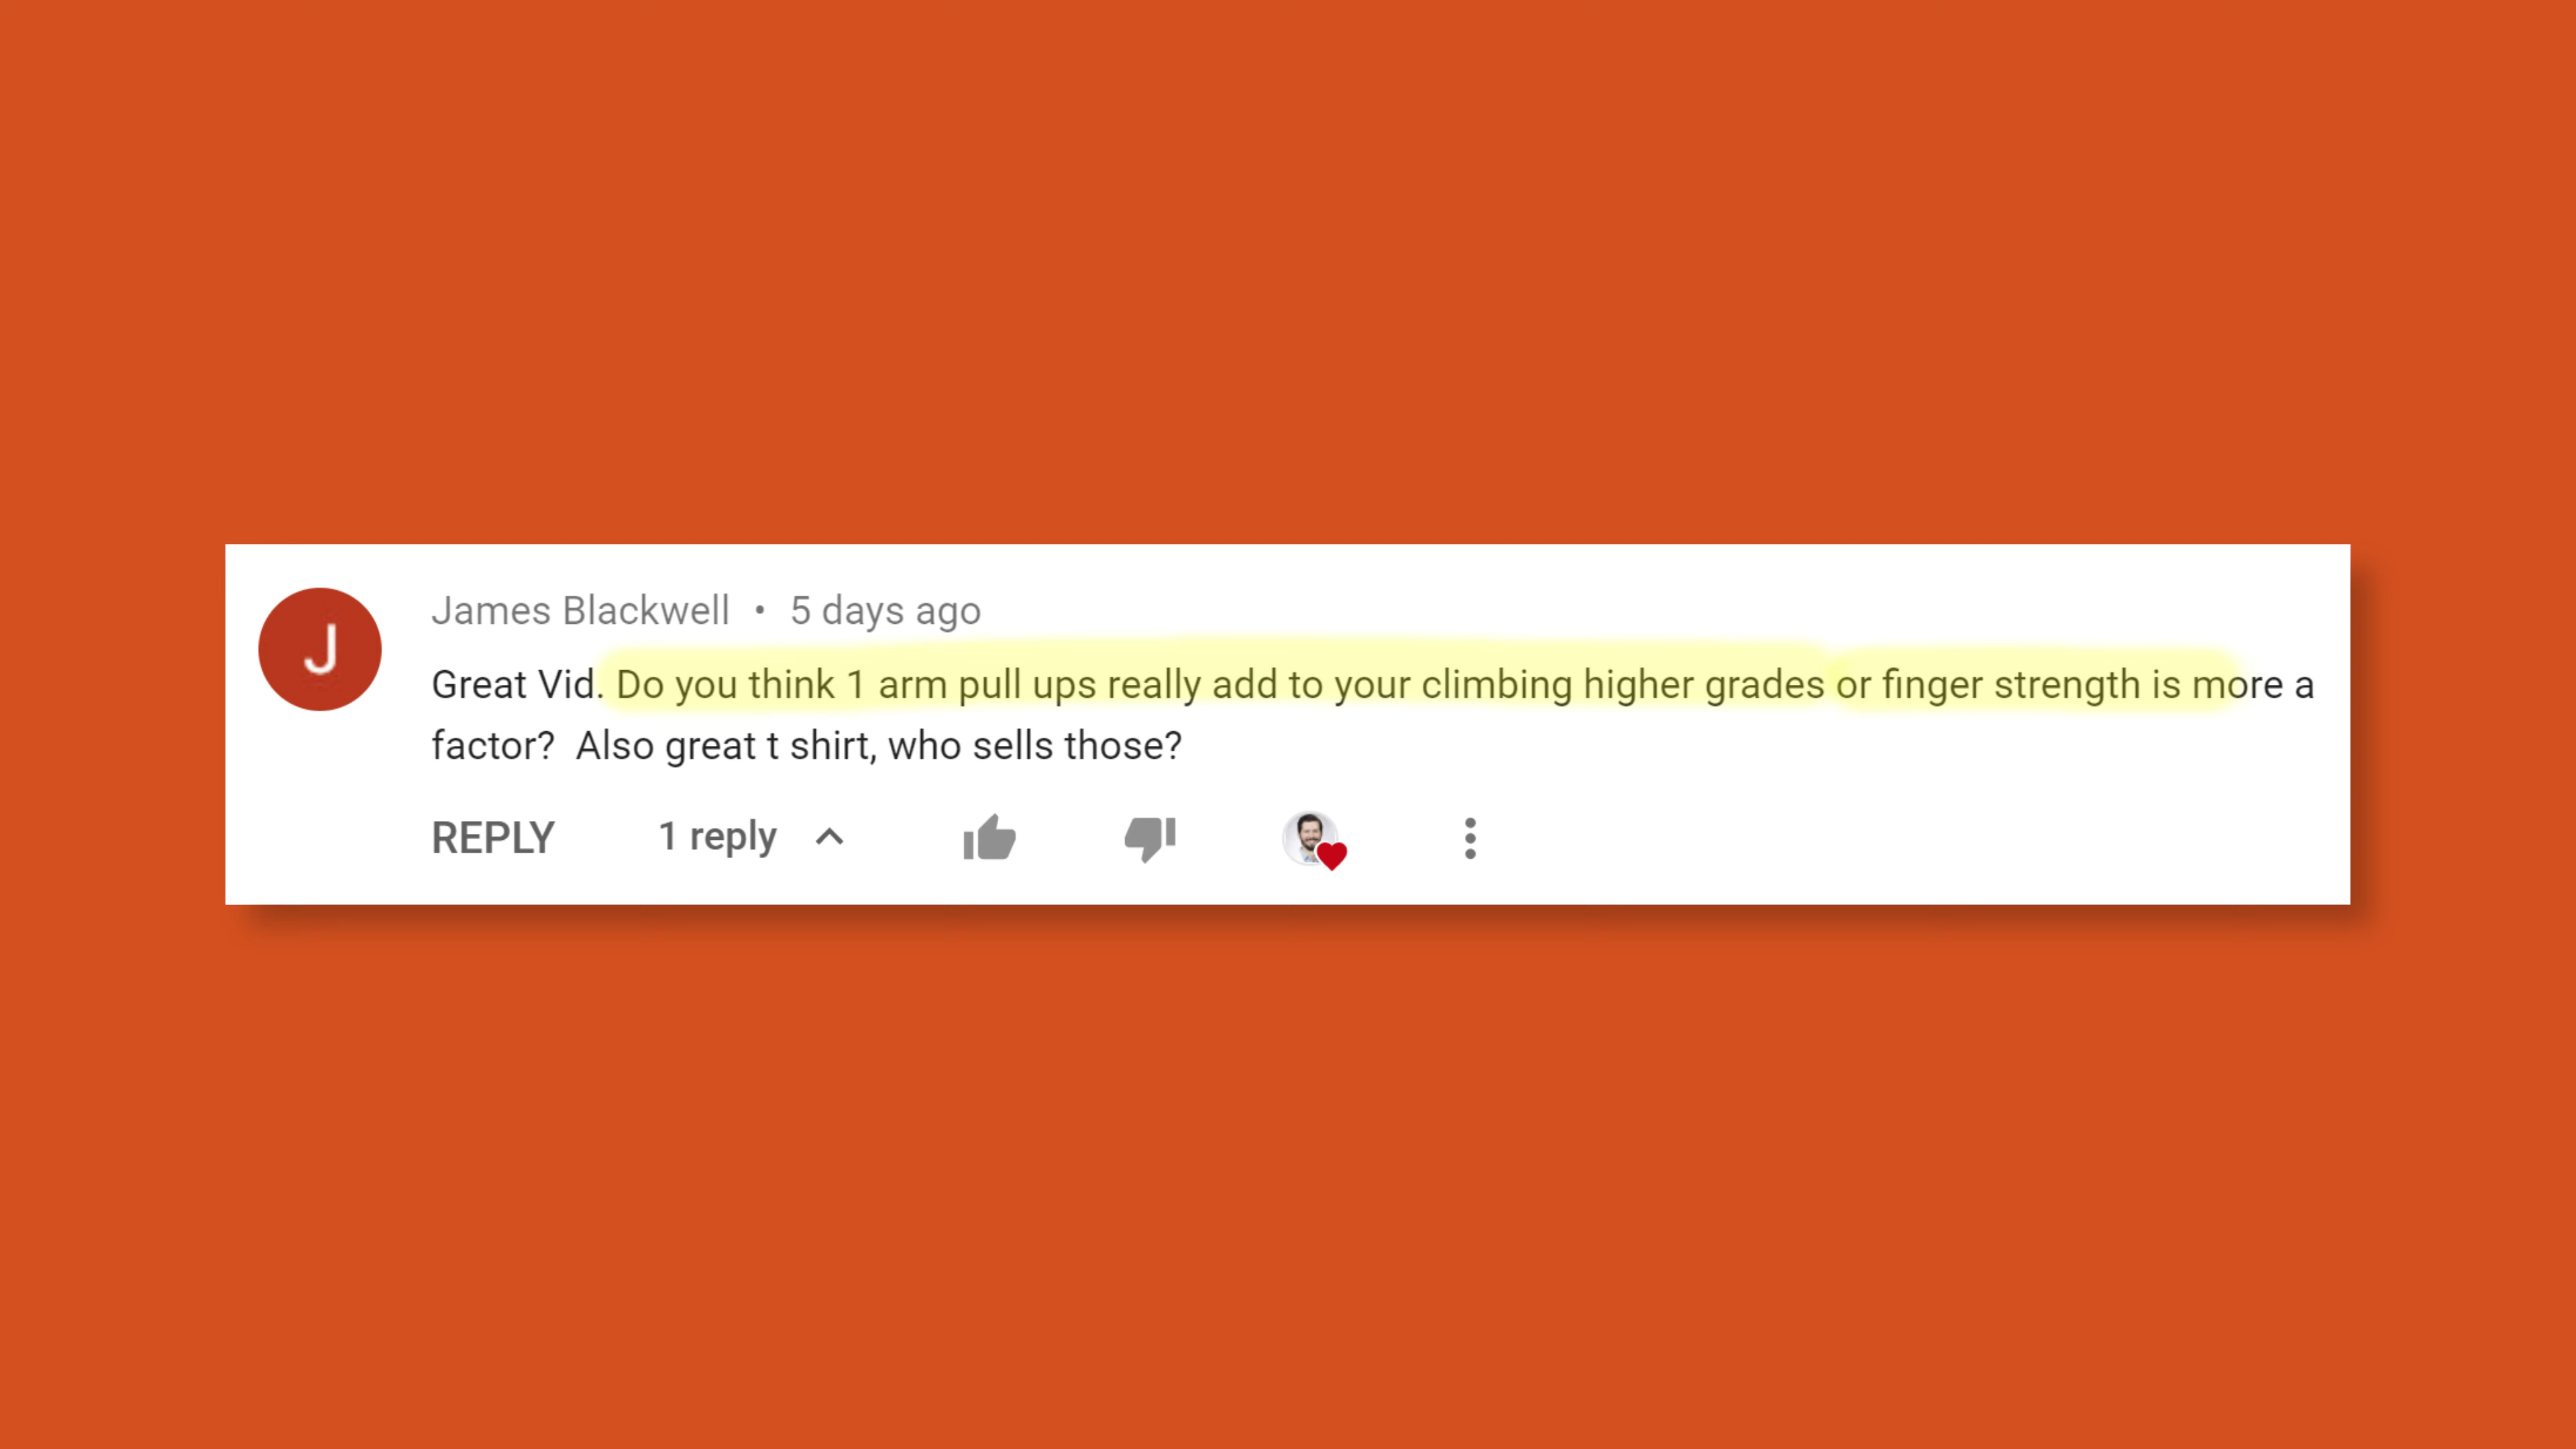 J
James Blackwell • 5 days ago
Great Vid. Do you think 1 arm pull ups really add to your climbing higher grades or finger strength is more a
factor?  Also great t shirt, who sells those?
REPLY 1 reply